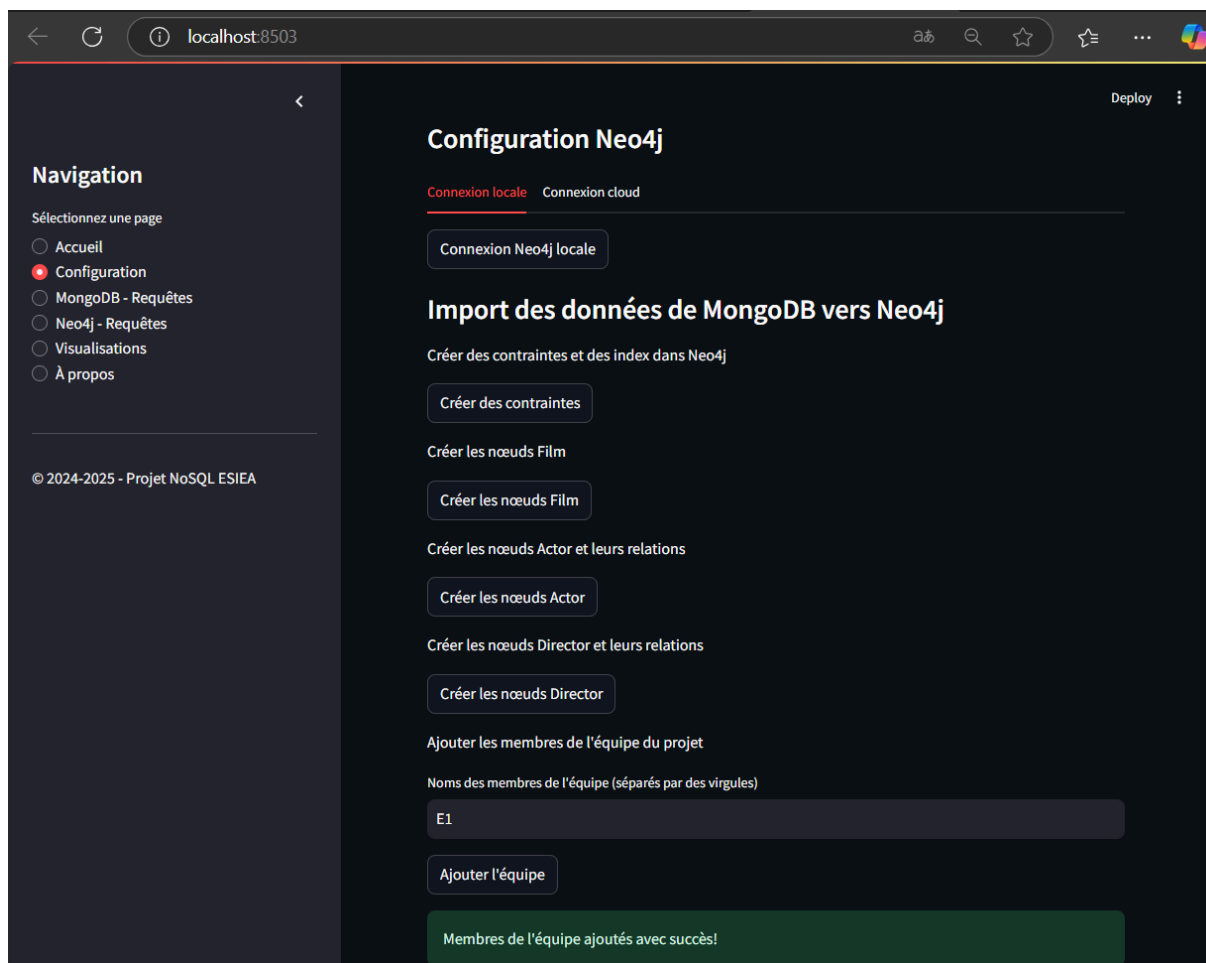 localhost:8503
aあ
Deploy
Navigation
Sélectionnez une page
Accueil
Configuration
MongoDB - Requêtes
Neo4j - Requêtes
Visualisations
À propos
© 2024-2025 - Projet NoSQL ESIEA
Configuration Neo4j
Connexion locale Connexion cloud
Connexion Neo4j locale
Import des données de MongoDB vers Neo4j
Créer des contraintes et des index dans Neo4j
Créer des contraintes
Créer les nœuds Film
Créer les nœuds Film
Créer les nœuds Actor et leurs relations
Créer les nœuds Actor
Créer les nœuds Director et leurs relations
Créer les nœuds Director
Ajouter les membres de l'équipe du projet
Noms des membres de l'équipe (séparés par des virgules)
E1
Ajouter l'équipe
Membres de l'équipe ajoutés avec succès!